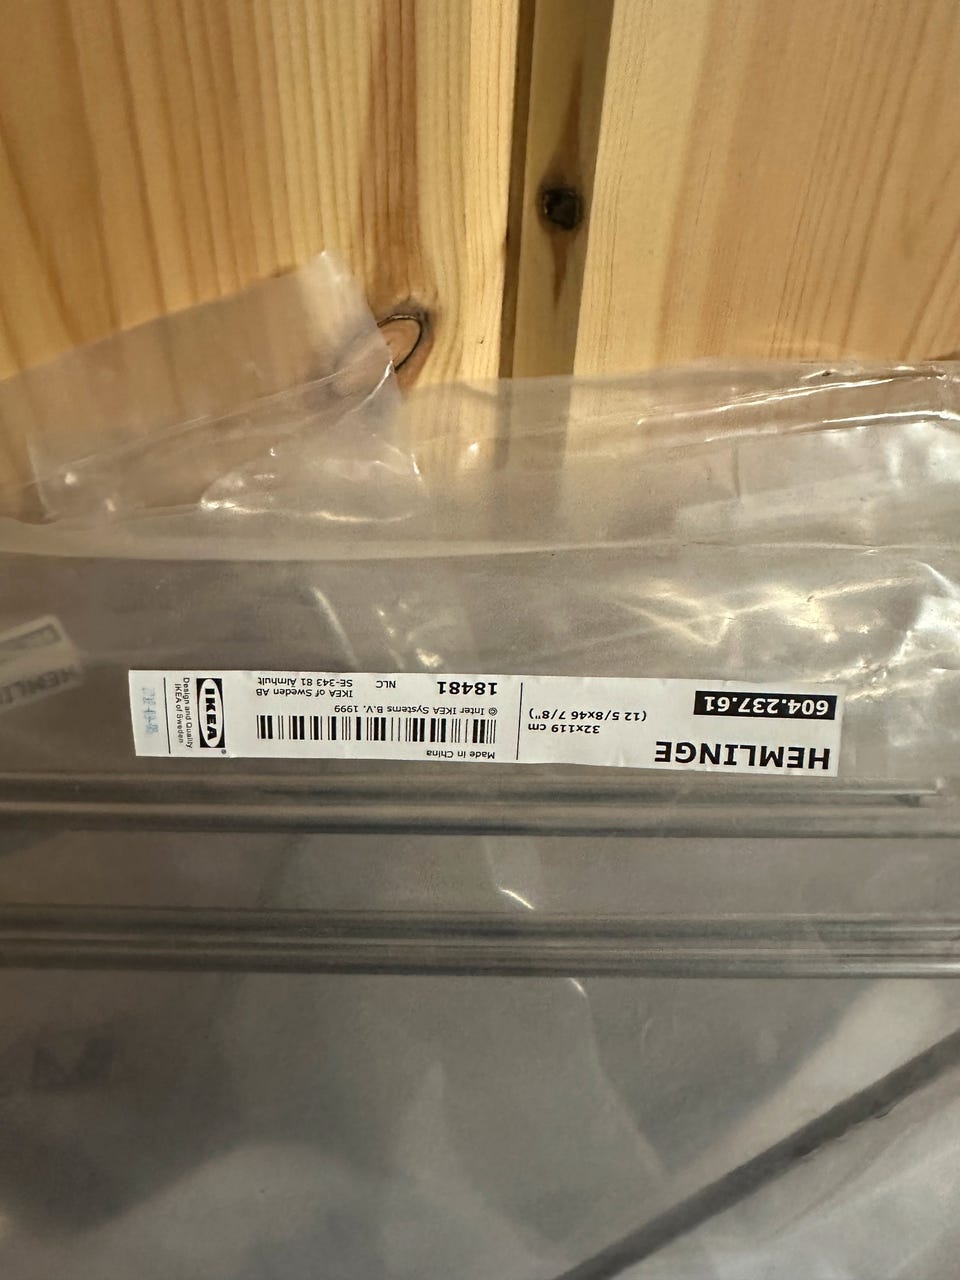 HEMLINGE
32x119 cm
(12 5/8x46 7/8")
604.237.61
Made in China
© Inter IKEA Systems B.V. 1999
IKEA of Sweden AB
SE-343 81 Älmhult
18481
NLC
IKEA®
Design and Quality
IKEA of Sweden
HEMLI